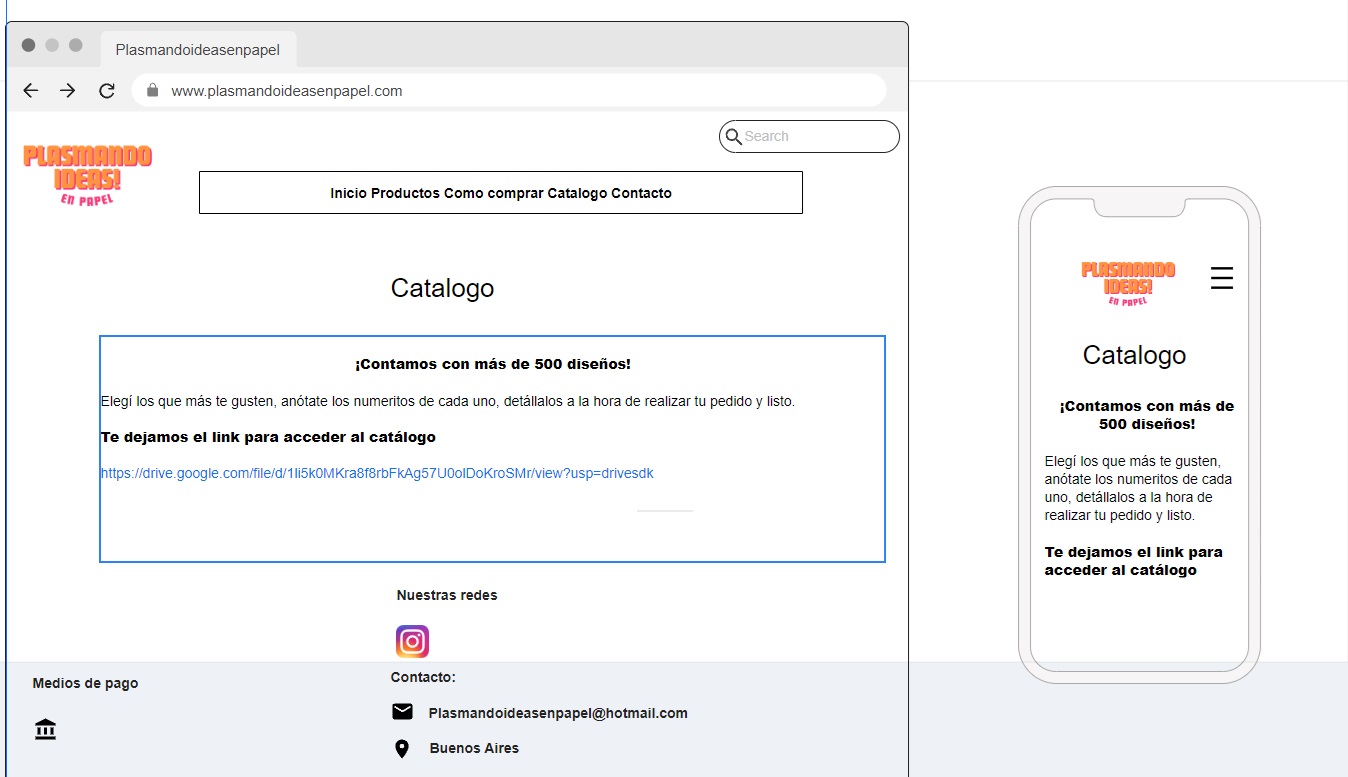 Plasmandoideasenpapel
www.plasmandoideasenpapel.com
Search
PLASMANDO
IDEAS!
EN PAPEL
Inicio Productos Como comprar Catalogo Contacto
Catalogo
¡Contamos con más de 500 diseños!
Elegí los que más te gusten, anótate los numeritos de cada uno, detállalos a la hora de realizar tu pedido y listo.
Te dejamos el link para acceder al catálogo
https://drive.google.com/file/d/1Ii5k0MKra8f8rbFkAg57U0oIDoKroSMr/view?usp=drivesdk
Nuestras redes
Medios de pago
Contacto:
Plasmandoideasenpapel@hotmail.com
Buenos Aires
PLASMANDO
IDEAS!
EN PAPEL
Catalogo
¡Contamos con más de
500 diseños!
Elegí los que más te gusten,
anótate los numeritos de cada
uno, detállalos a la hora de
realizar tu pedido y listo.
Te dejamos el link para
acceder al catálogo